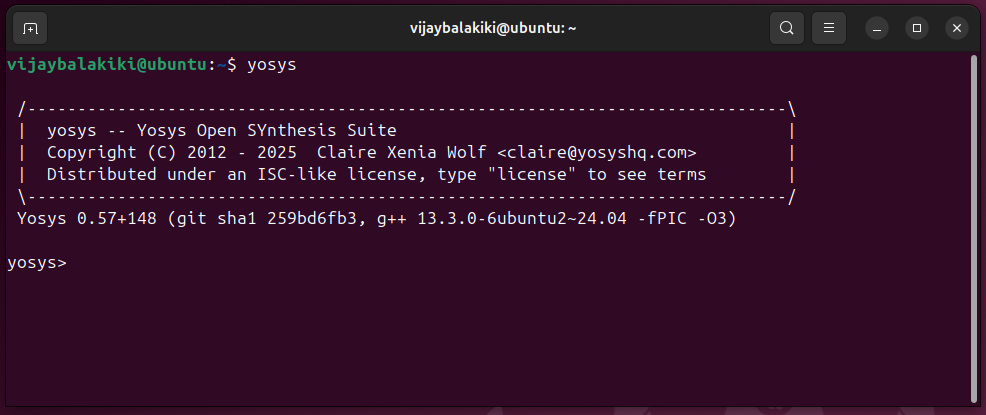 vijaybalakiki@ubuntu: ~
vijaybalakiki@ubuntu:~$ yosys
/----------------------------------------------------------------------------\
|  yosys -- Yosys Open SYnthesis Suite                                       |
|  Copyright (C) 2012 - 2025  Claire Xenia Wolf <claire@yosyshq.com>         |
|  Distributed under an ISC-like license, type "license" to see terms        |
\----------------------------------------------------------------------------/
Yosys 0.57+148 (git sha1 259bd6fb3, g++ 13.3.0-6ubuntu2~24.04 -fPIC -O3)
yosys>